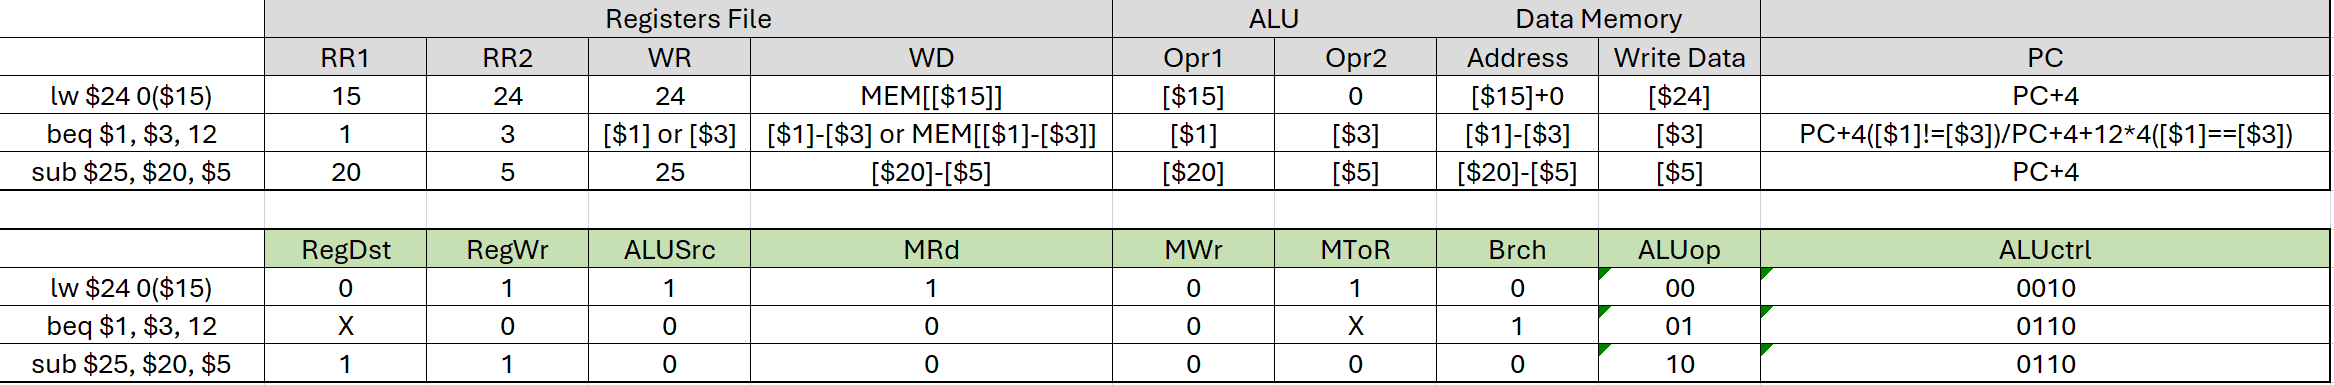 Registers File ALU Data Memory
RR1 RR2 WR WD Opr1 Opr2 Address Write Data PC
lw $24 0($15) 15 24 24 MEM[[$15]] [$15] 0 [$15]+0 [$24] PC+4
beq $1, $3, 12 1 3 [$1] or [$3] [$1]-[$3] or MEM[[$1]-[$3]] [$1] [$3] [$1]-[$3] [$3] PC+4([$1]!=[$3])/PC+4+12*4([$1]==[$3])
sub $25, $20, $5 20 5 25 [$20]-[$5] [$20] [$5] [$20]-[$5] [$5] PC+4
RegDst RegWr ALUSrc MRd MWr MToR Brch ALUop ALUctrl
lw $24 0($15) 0 1 1 1 0 1 0 00 0010
beq $1, $3, 12 X 0 0 0 0 X 1 01 0110
sub $25, $20, $5 1 1 0 0 0 0 0 10 0110